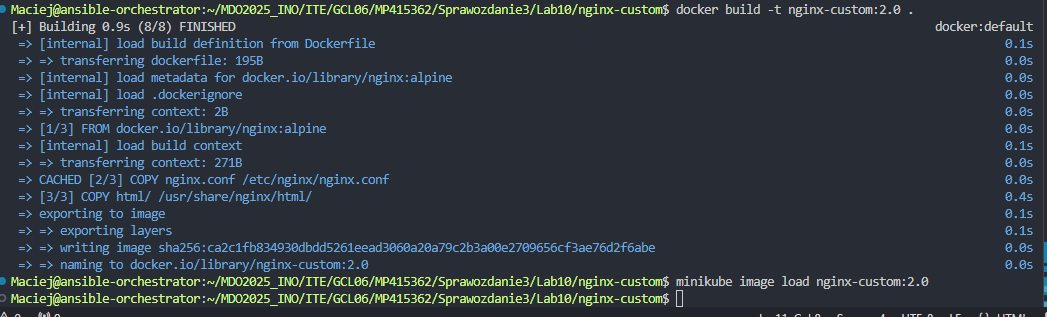 Maciej@ansible-orchestrator:~/MDO2025_INO/ITE/GCL06/MP415362/Sprawozdanie3/Lab10/nginx-custom$ docker build -t nginx-custom:2.0 .
[+] Building 0.9s (8/8) FINISHED docker:default
=> [internal] load build definition from Dockerfile 0.1s
=> => transferring dockerfile: 195B 0.0s
=> [internal] load metadata for docker.io/library/nginx:alpine 0.0s
=> [internal] load .dockerignore 0.0s
=> => transferring context: 2B 0.0s
=> [1/3] FROM docker.io/library/nginx:alpine 0.0s
=> [internal] load build context 0.1s
=> => transferring context: 271B 0.0s
=> CACHED [2/3] COPY nginx.conf /etc/nginx/nginx.conf 0.0s
=> [3/3] COPY html/ /usr/share/nginx/html/ 0.4s
=> exporting to image 0.1s
=> => exporting layers 0.1s
=> => writing image sha256:ca2c1fb834930dbdd5261eead3060a20a79c2b3a00e2709656cf3ae76d2f6abe 0.0s
=> => naming to docker.io/library/nginx-custom:2.0 0.0s
Maciej@ansible-orchestrator:~/MDO2025_INO/ITE/GCL06/MP415362/Sprawozdanie3/Lab10/nginx-custom$ minikube image load nginx-custom:2.0
Maciej@ansible-orchestrator:~/MDO2025_INO/ITE/GCL06/MP415362/Sprawozdanie3/Lab10/nginx-custom$